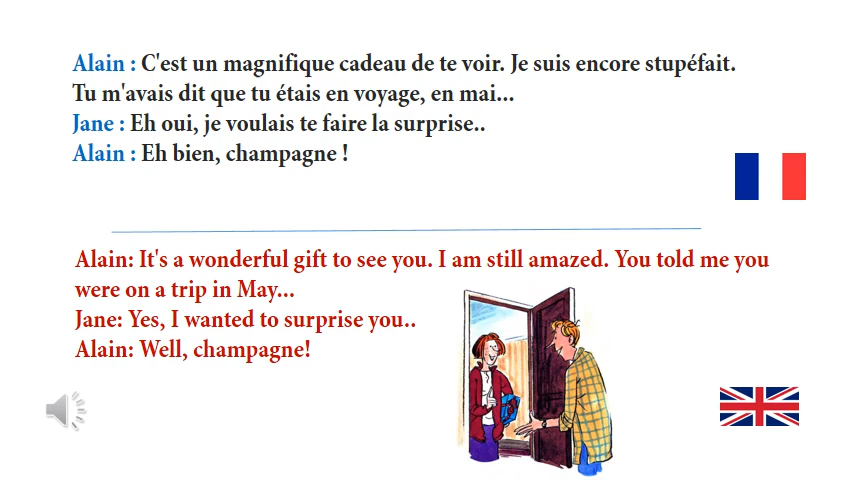 Alain : C'est un magnifique cadeau de te voir. Je suis encore stupéfait.
Tu m'avais dit que tu étais en voyage, en mai...
Jane : Eh oui, je voulais te faire la surprise..
Alain : Eh bien, champagne !
Alain: It's a wonderful gift to see you. I am still amazed. You told me you
were on a trip in May...
Jane: Yes, I wanted to surprise you..
Alain: Well, champagne!